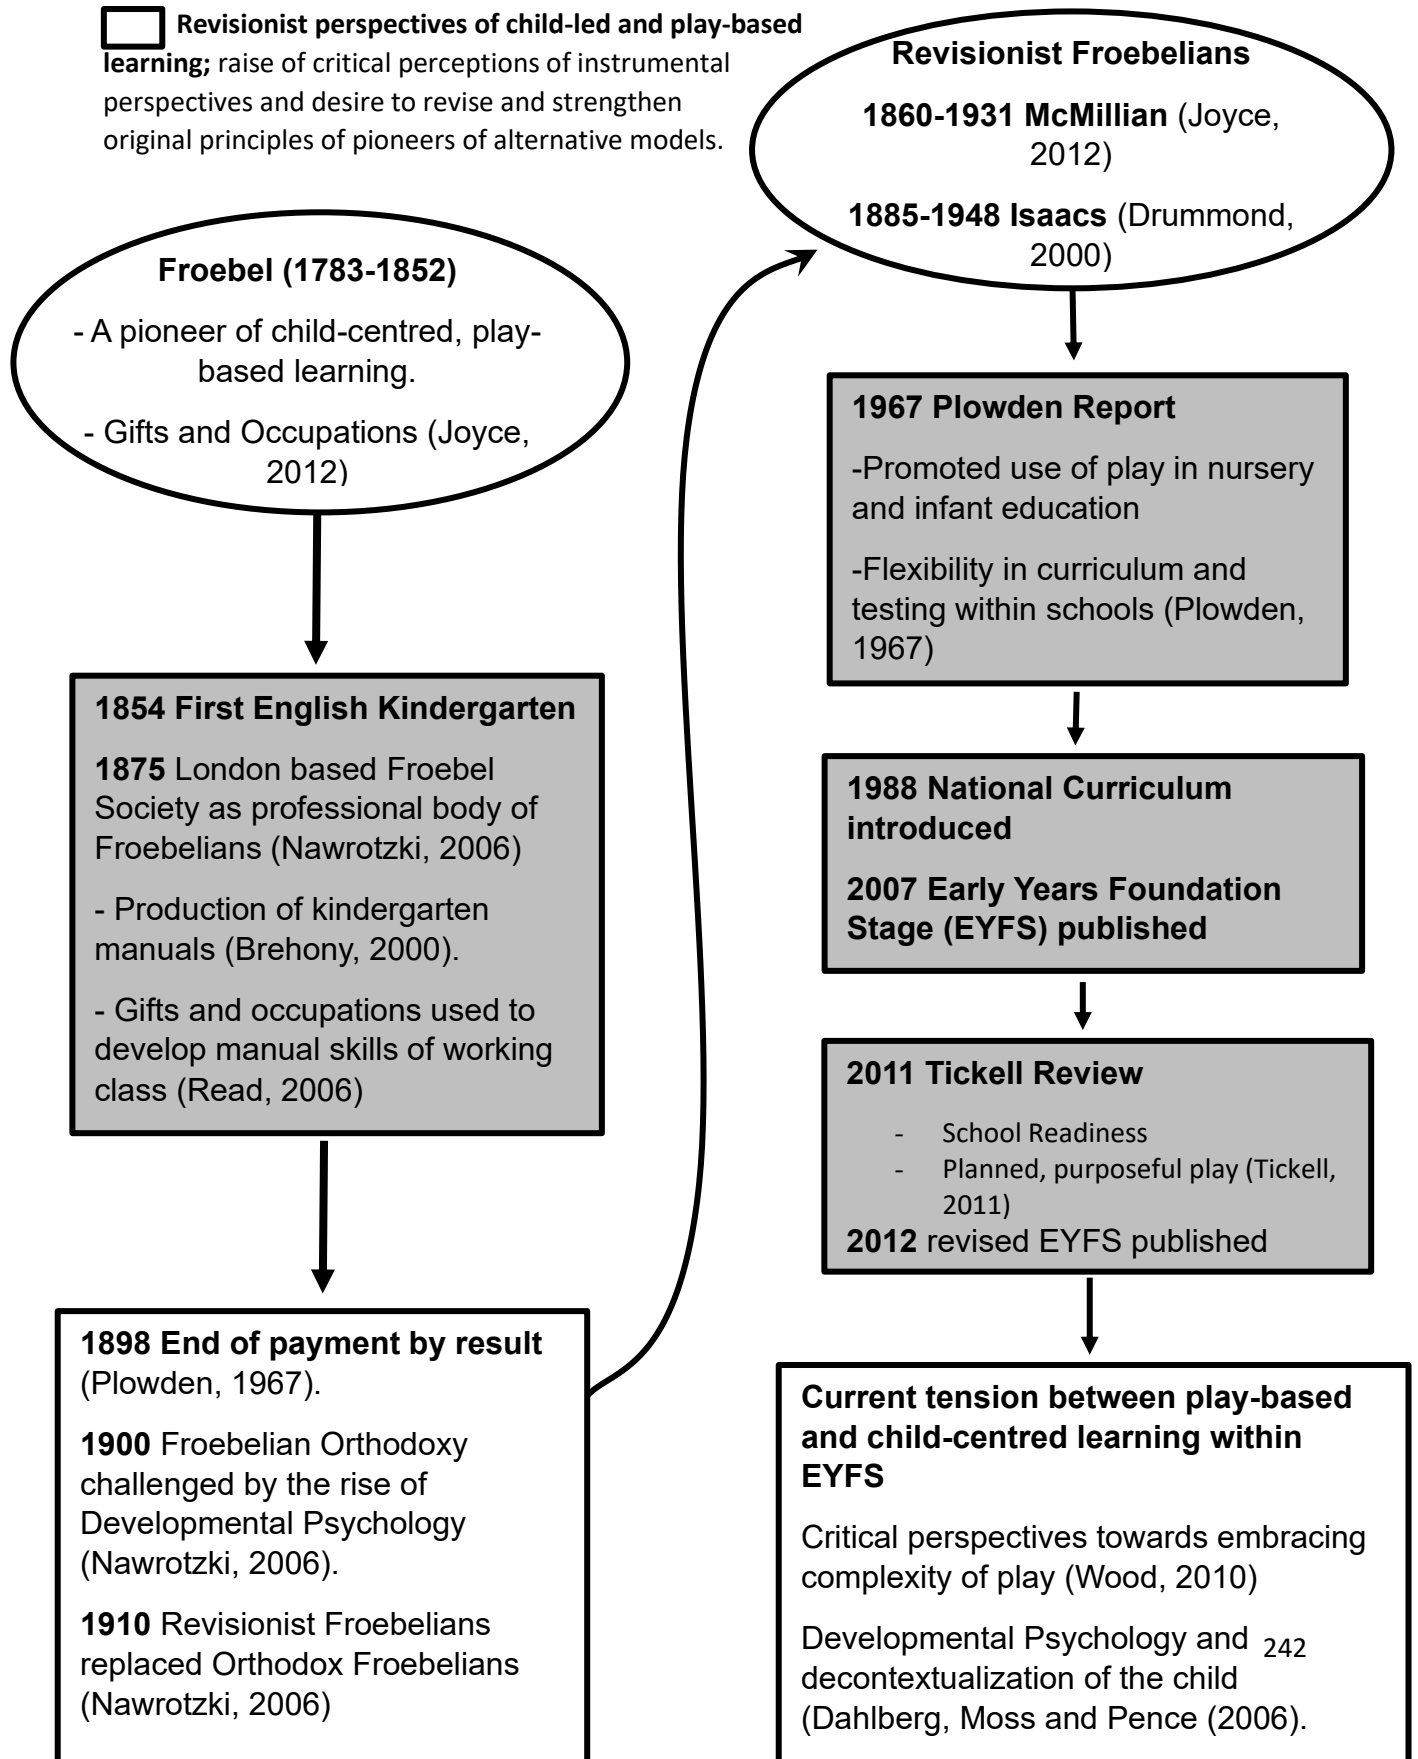 Revisionist perspectives of child-led and play-based
learning; raise of critical perceptions of instrumental
perspectives and desire to revise and strengthen
original principles of pioneers of alternative models.
Froebel (1783-1852)
- A pioneer of child-centred, play-
based learning.
- Gifts and Occupations (Joyce,
2012)
1854 First English Kindergarten
1875 London based Froebel
Society as professional body of
Froebelians (Nawrotzki, 2006)
- Production of kindergarten
manuals (Brehony, 2000).
- Gifts and occupations used to
develop manual skills of working
class (Read, 2006)
1898 End of payment by result
(Plowden, 1967).
1900 Froebelian Orthodoxy
challenged by the rise of
Developmental Psychology
(Nawrotzki, 2006).
1910 Revisionist Froebelians
replaced Orthodox Froebelians
(Nawrotzki, 2006)
Revisionist Froebelians
1860-1931 McMillian (Joyce,
2012)
1885-1948 Isaacs (Drummond,
2000)
1967 Plowden Report
-Promoted use of play in nursery
and infant education
-Flexibility in curriculum and
testing within schools (Plowden,
1967)
1988 National Curriculum
introduced
2007 Early Years Foundation
Stage (EYFS) published
2011 Tickell Review
- School Readiness
- Planned, purposeful play (Tickell,
2011)
2012 revised EYFS published
Current tension between play-based
and child-centred learning within
EYFS
Critical perspectives towards embracing
complexity of play (Wood, 2010)
Developmental Psychology and
decontextualization of the child
(Dahlberg, Moss and Pence (2006).
242